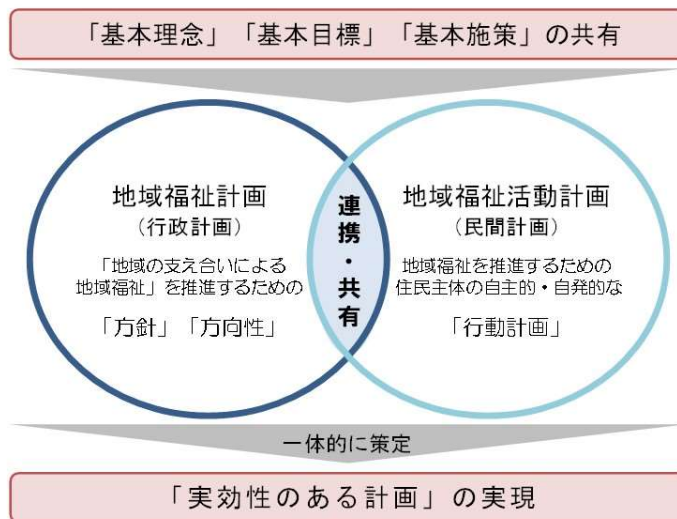 「基本理念」「基本目標」「基本施策」の共有
地域福祉計画
(行政計画)
「地域の支え合いによる
地域福祉」を推進するための
「方針」「方向性」
連携・共有
地域福祉活動計画
(民間計画)
地域福祉を推進するための
住民主体の自主的・自発的な
「行動計画」
一体的に策定
「実効性のある計画」の実現